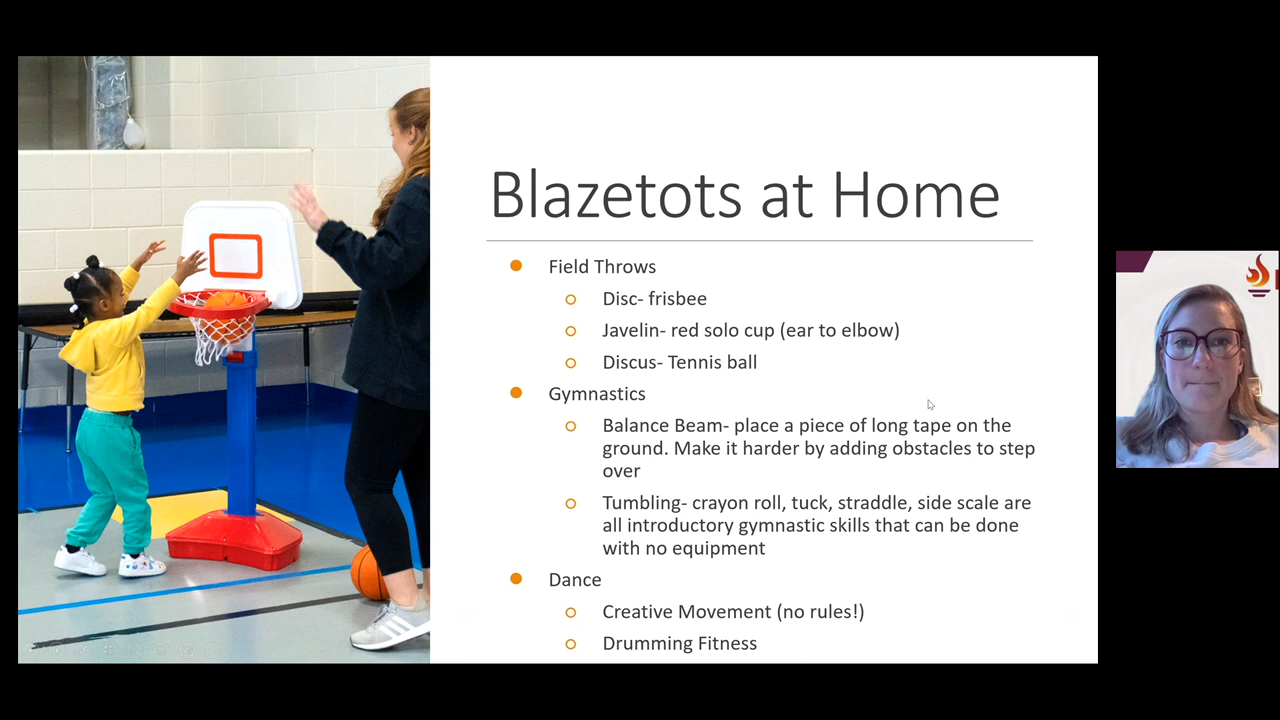 Blazetots at Home
Field Throws
Disc- frisbee
Javelin- red solo cup (ear to elbow)
Discus- Tennis ball
Gymnastics
Balance Beam- place a piece of long tape on the
ground. Make it harder by adding obstacles to step
over
Tumbling- crayon roll, tuck, straddle, side scale are
all introductory gymnastic skills that can be done
with no equipment
Dance
Creative Movement (no rules!)
Drumming Fitness